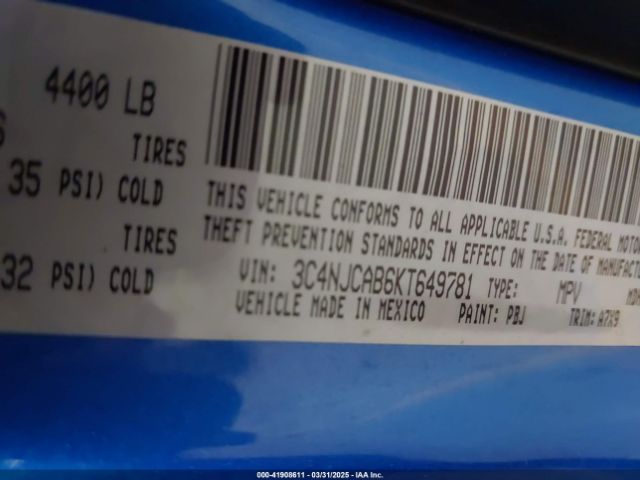 4400 LB
TIRES
35 PSI) COLD
TIRES
32 PSI) COLD
THIS VEHICLE CONFORMS TO ALL APPLICABLE U.S.A. FEDERAL MOTOR
THEFT PREVENTION STANDARDS IN EFFECT ON THE DATE OF MANUFACT
VIN: 3C4NJCAB6KT649781 TYPE: MPV
VEHICLE MADE IN MEXICO PAINT: PBJ TRIM: A7X9
000-41908611 - 03/31/2025 - IAA Inc.